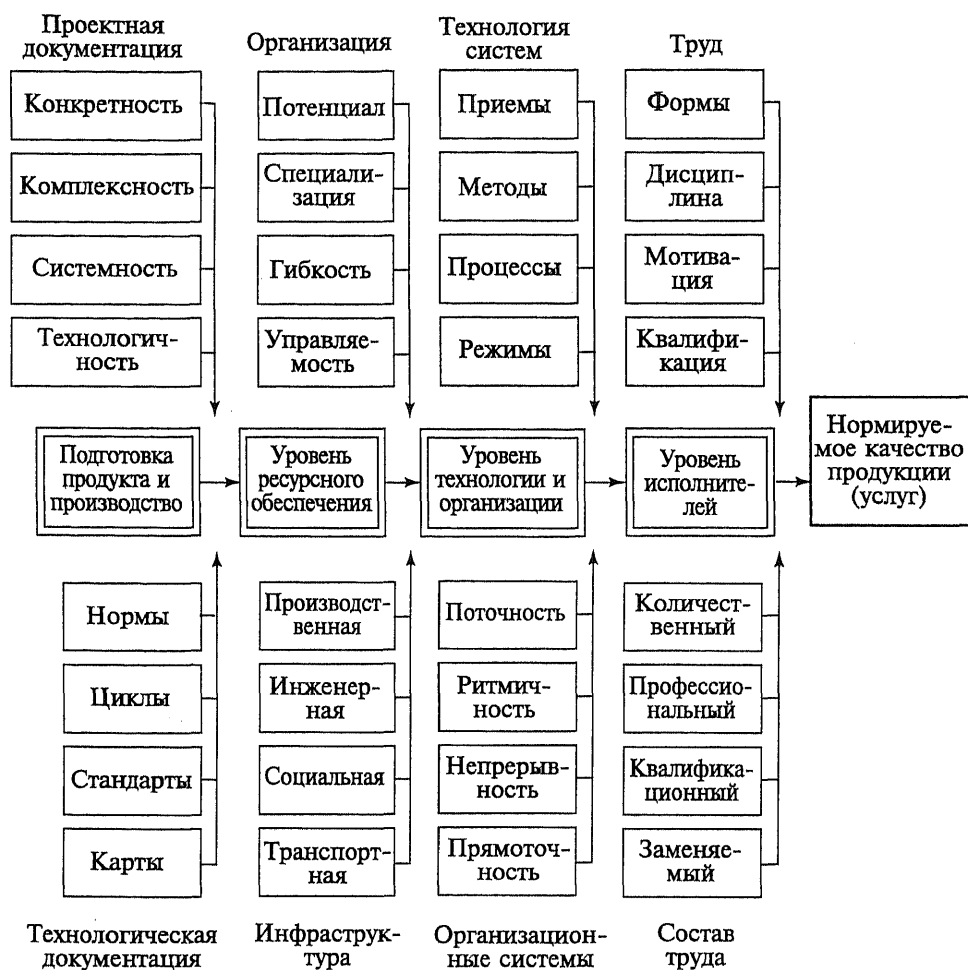 Проектная
документация
Организация
Технология
систем
Труд
Конкретность
Потенциал
Приемы
Формы
Комплексность
Специали-
зация
Методы
Дисцип-
лина
Системность
Гибкость
Процессы
Мотива-
ция
Технологич-
ность
Управляе-
мость
Режимы
Квалифи-
кация
Подготовка
продукта и
производство
Уровень
ресурсного
обеспечения
Уровень
технологии и
организации
Уровень
исполните-
лей
Нормируе-
мое качество
продукции
(услуг)
Нормы
Производст-
венная
Поточность
Количест-
венный
Циклы
Инженер-
ная
Ритмич-
ность
Профессио-
нальный
Стандарты
Социальная
Непрерыв-
ность
Квалифика-
ционный
Карты
Транспорт-
ная
Прямоточ-
ность
Заменяе-
мый
Технологическая
документация
Инфраструк-
тура
Организацион-
ные системы
Состав
труда